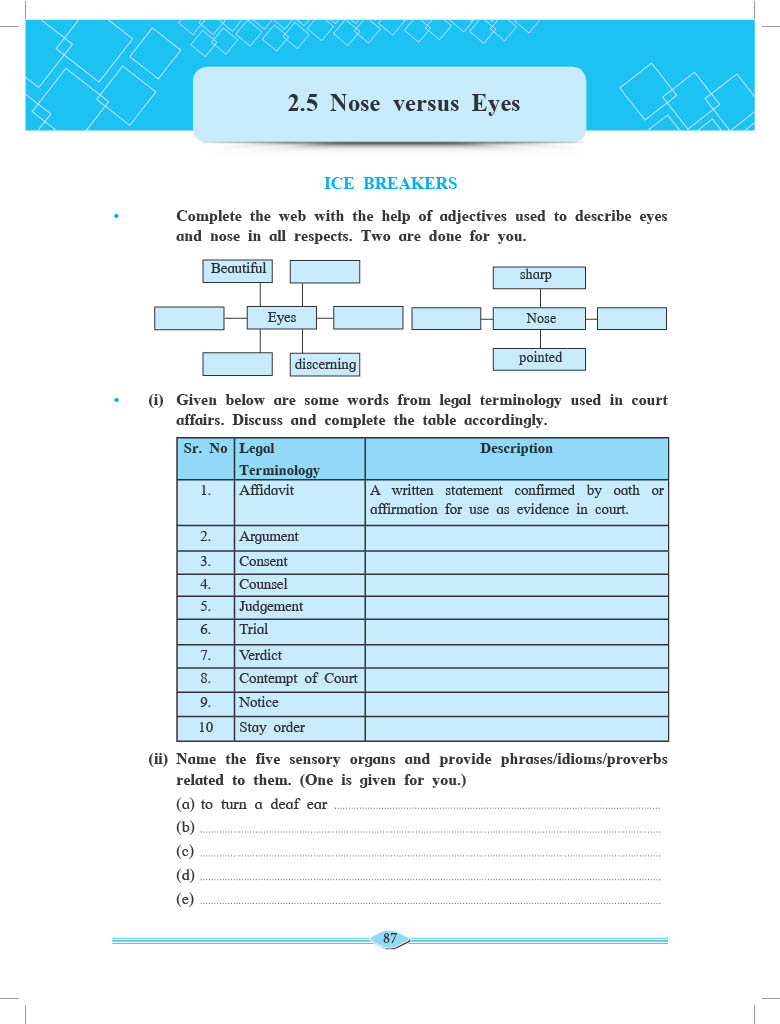 2.5 Nose versus Eyes
ICE BREAKERS
• Complete the web with the help of adjectives used to describe eyes
and nose in all respects. Two are done for you.
Beautiful
sharp
Eyes
Nose
discerning
pointed
• (i) Given below are some words from legal terminology used in court
affairs. Discuss and complete the table accordingly.
Sr. No Legal Description
Terminology
1. Affidavit A written statement confirmed by oath or
affirmation for use as evidence in court.
2. Argument
3. Consent
4. Counsel
5. Judgement
6. Trial
7. Verdict
8. Contempt of Court
9. Notice
10 Stay order
(ii) Name the five sensory organs and provide phrases/idioms/proverbs
related to them. (One is given for you.)
(a) to turn a deaf ear
(b)
(c)
(d)
(e)
87